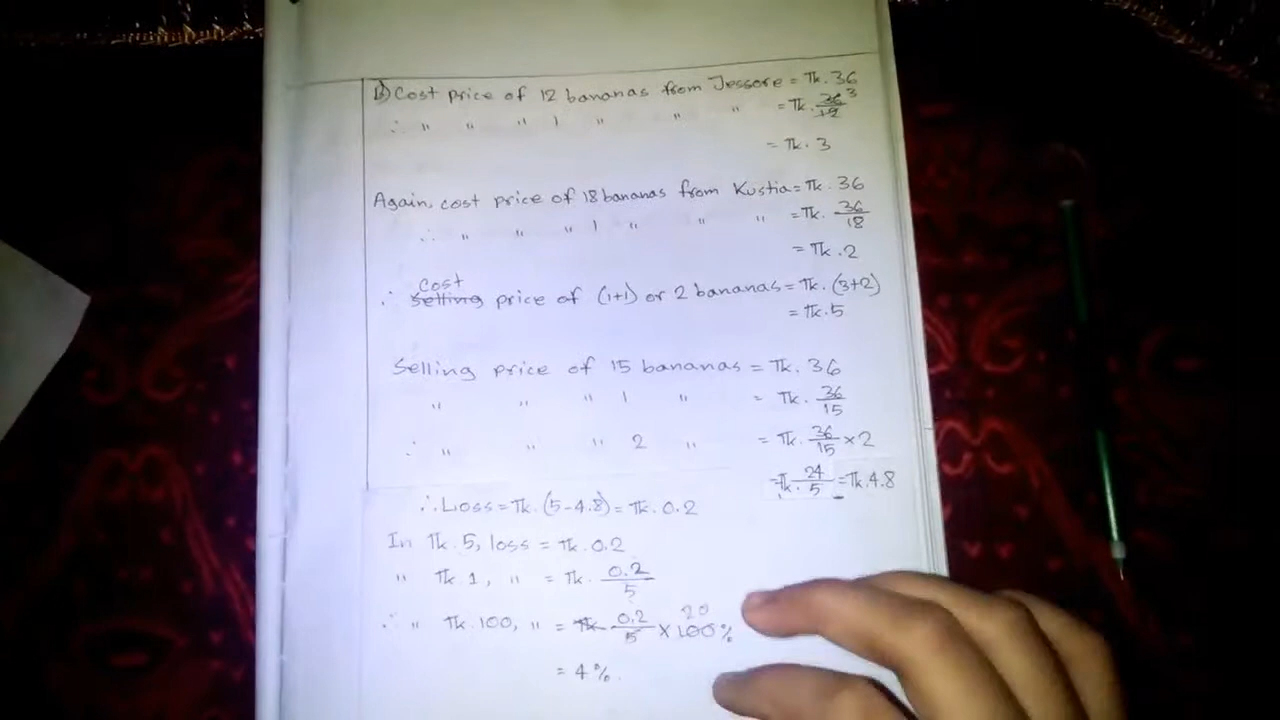 b) Cost price of 12 bananas from Jessore = Tk. 36
∴ " " " 1 " " " = Tk. 36/12 3
= Tk. 3
Again, cost price of 18 bananas from Kustia = Tk. 36
∴ " " " 1 " " " = Tk. 36/18
= Tk. 2
cost
∴ selling price of (1+1) or 2 bananas = Tk. (3+2)
= Tk. 5
Selling price of 15 bananas = Tk. 36
" " " 1 " = Tk. 36/15
∴ " " " 2 " = Tk. 36/15 × 2
= Tk. 24/5 = Tk. 4.8
∴ Loss = Tk. (5-4.8) = Tk. 0.2
In Tk. 5, loss = Tk. 0.2
" Tk 1, " = Tk. 0.2/5
∴ " Tk. 100, " = Tk 0.2/5 × 100% 20
= 4%.